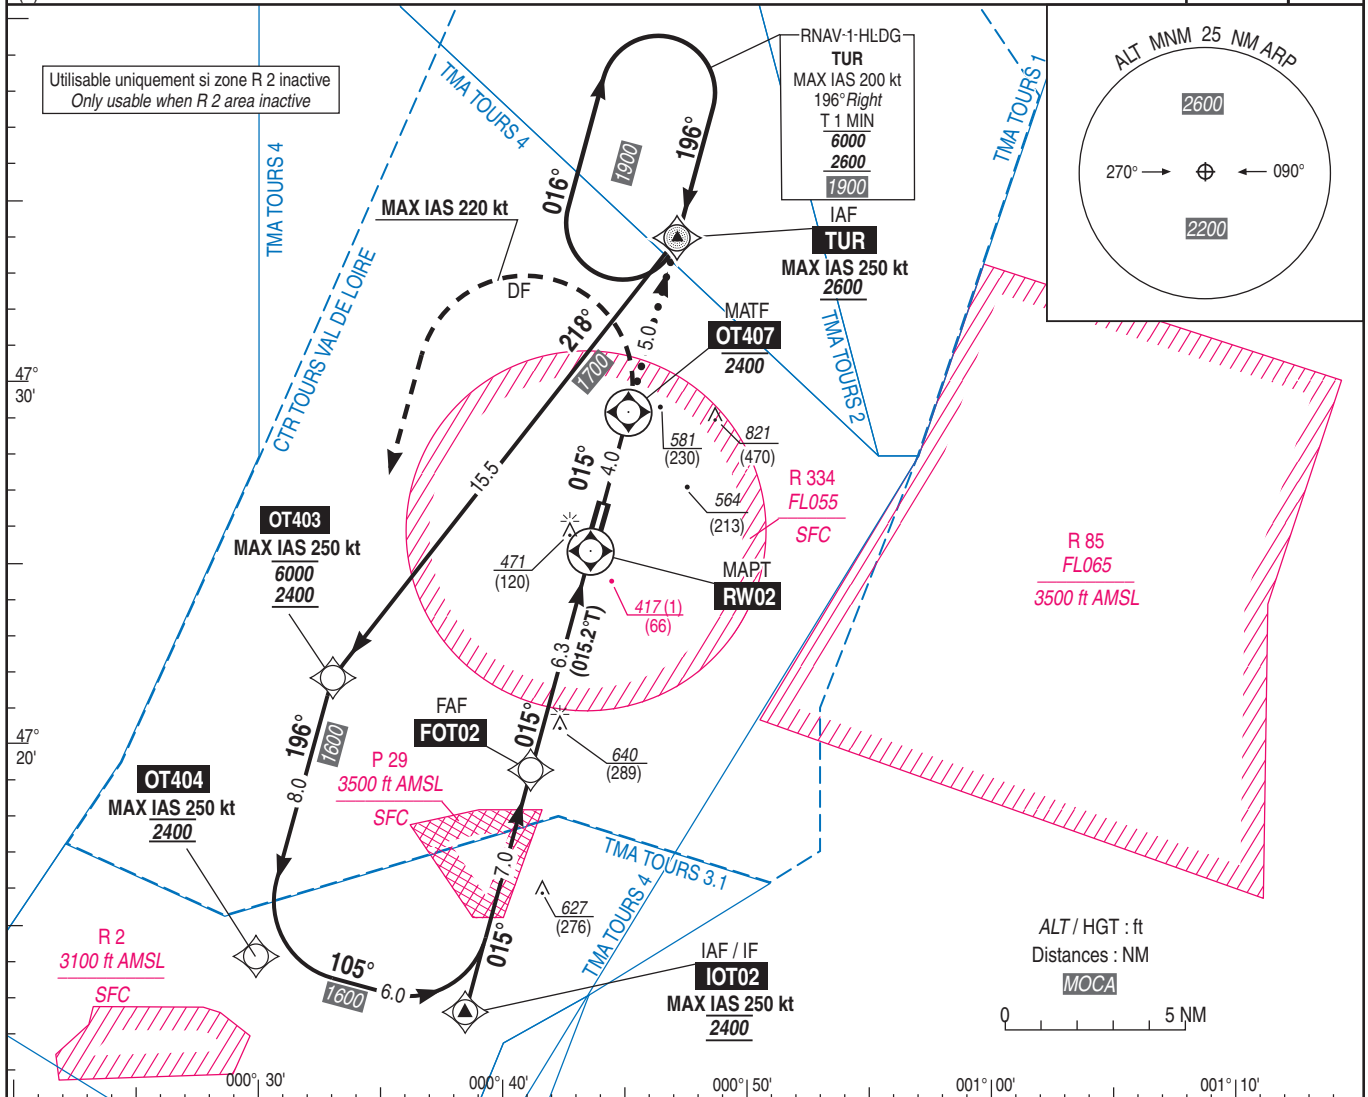 Utilisable uniquement si zone R 2 inactive
Only usable when R 2 area inactive
TMA TOURS 4
TMA TOURS 4
CTR TOURS VAL DE LOIRE
RNAV-1-HLDG
TUR
MAX IAS 200 kt
196° Right
T 1 MIN
6000
2600
1900
TMA TOURS 1
ALT MNM 25 NM ARP
2600
270°
090°
2200
1900
196°
016°
MAX IAS 220 kt
DF
IAF
TUR
MAX IAS 250 kt
2600
TMA TOURS 2
MATF
OT407
2400
5.0
218°
1700
15.5
47°
30'
015°
4.0
581
(230)
821
(470)
564
(213)
R 334
FL055
SFC
R 85
FL065
3500 ft AMSL
OT403
MAX IAS 250 kt
6000
2400
471
(120)
MAPT
RW02
417 (1)
(66)
6.3
(015.2°T)
015°
FAF
FOT02
640
(289)
47°
20'
196°
1600
8.0
OT404
MAX IAS 250 kt
2400
P 29
3500 ft AMSL
SFC
7.0
TMA TOURS 3.1
TMA TOURS 4
627
(276)
015°
R 2
3100 ft AMSL
SFC
105°
1600
6.0
IAF / IF
IOT02
MAX IAS 250 kt
2400
ALT / HGT : ft
Distances : NM
MOCA
0
5 NM
000° 30'
000° 40'
000° 50'
001° 00'
001° 10'